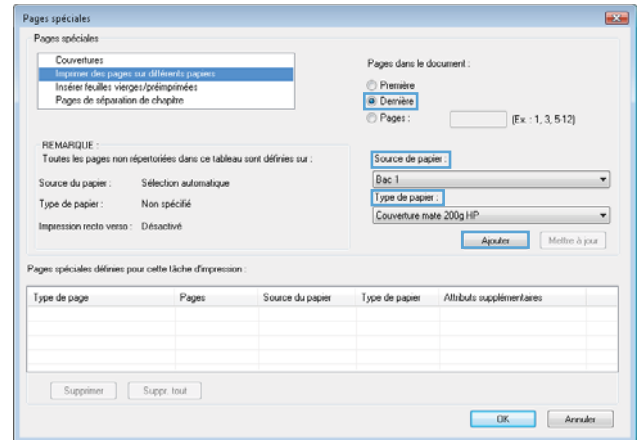 Pages spéciales
Pages spéciales
Couvertures
Imprimer des pages sur différents papiers
Insérer feuilles vierges/préimprimées
Pages de séparation de chapitre
Pages dans le document :
Première
Dernière
Pages :
(Ex. : 1, 3, 5-12)
REMARQUE :
Toutes les pages non répertoriées dans ce tableau sont définies sur :
Source du papier : Sélection automatique
Type de papier : Non spécifié
Impression recto verso : Désactivé
Source de papier :
Bac 1
Type de papier :
Couverture mate 200g HP
Ajouter
Mettre à jour
Pages spéciales définies pour cette tâche d'impression :
Type de page Pages Source du papier Type de papier Attributs supplémentaires
Supprimer Suppr. tout
OK Annuler